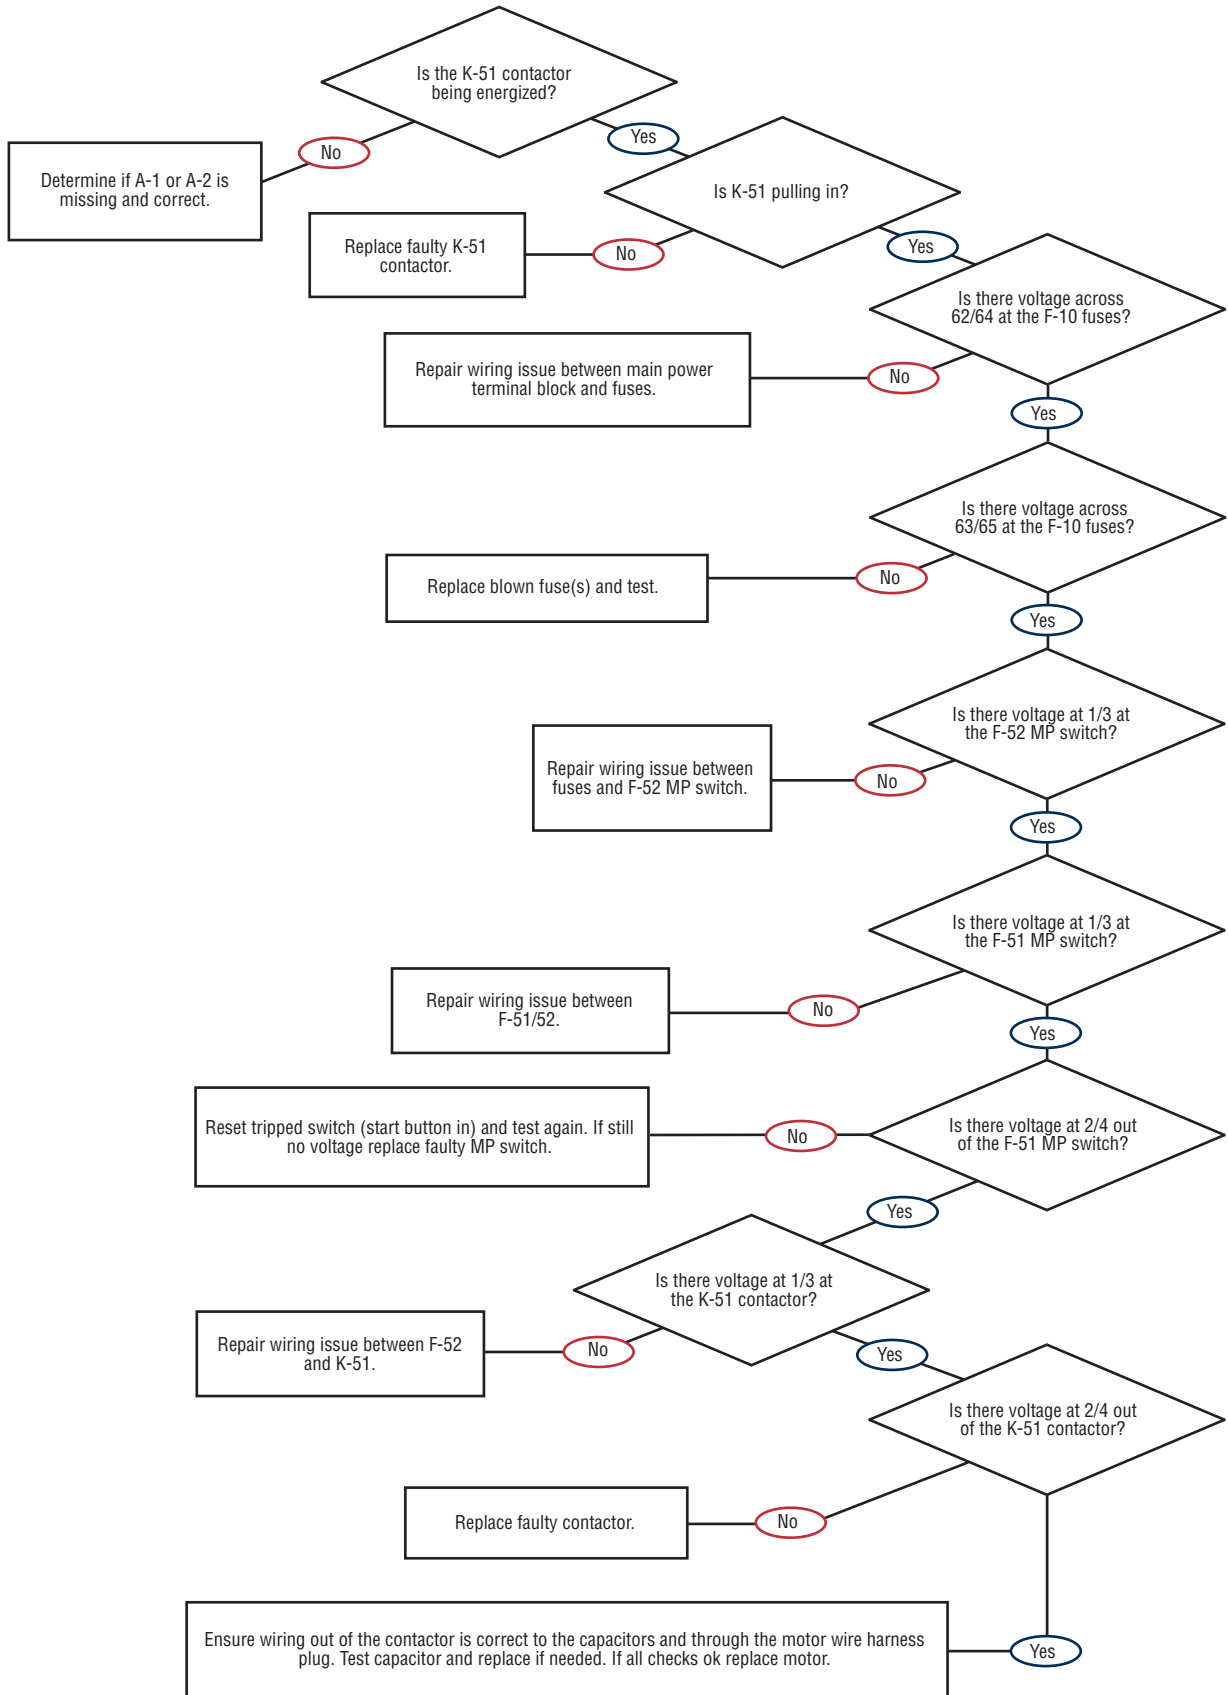 Is the K-51 contactor
being energized?
No
Yes
Determine if A-1 or A-2 is
missing and correct.
Is K-51 pulling in?
Replace faulty K-51
contactor.
No
Yes
Is there voltage across
62/64 at the F-10 fuses?
Repair wiring issue between main power
terminal block and fuses.
No
Yes
Is there voltage across
63/65 at the F-10 fuses?
Replace blown fuse(s) and test.
No
Yes
Is there voltage at 1/3 at
the F-52 MP switch?
Repair wiring issue between
fuses and F-52 MP switch.
No
Yes
Is there voltage at 1/3 at
the F-51 MP switch?
Repair wiring issue between
F-51/52.
No
Yes
Reset tripped switch (start button in) and test again. If still
no voltage replace faulty MP switch.
No
Is there voltage at 2/4 out
of the F-51 MP switch?
Yes
Is there voltage at 1/3 at
the K-51 contactor?
Repair wiring issue between F-52
and K-51.
No
Yes
Is there voltage at 2/4 out
of the K-51 contactor?
Replace faulty contactor.
No
Ensure wiring out of the contactor is correct to the capacitors and through the motor wire harness
plug. Test capacitor and replace if needed. If all checks ok replace motor.
Yes